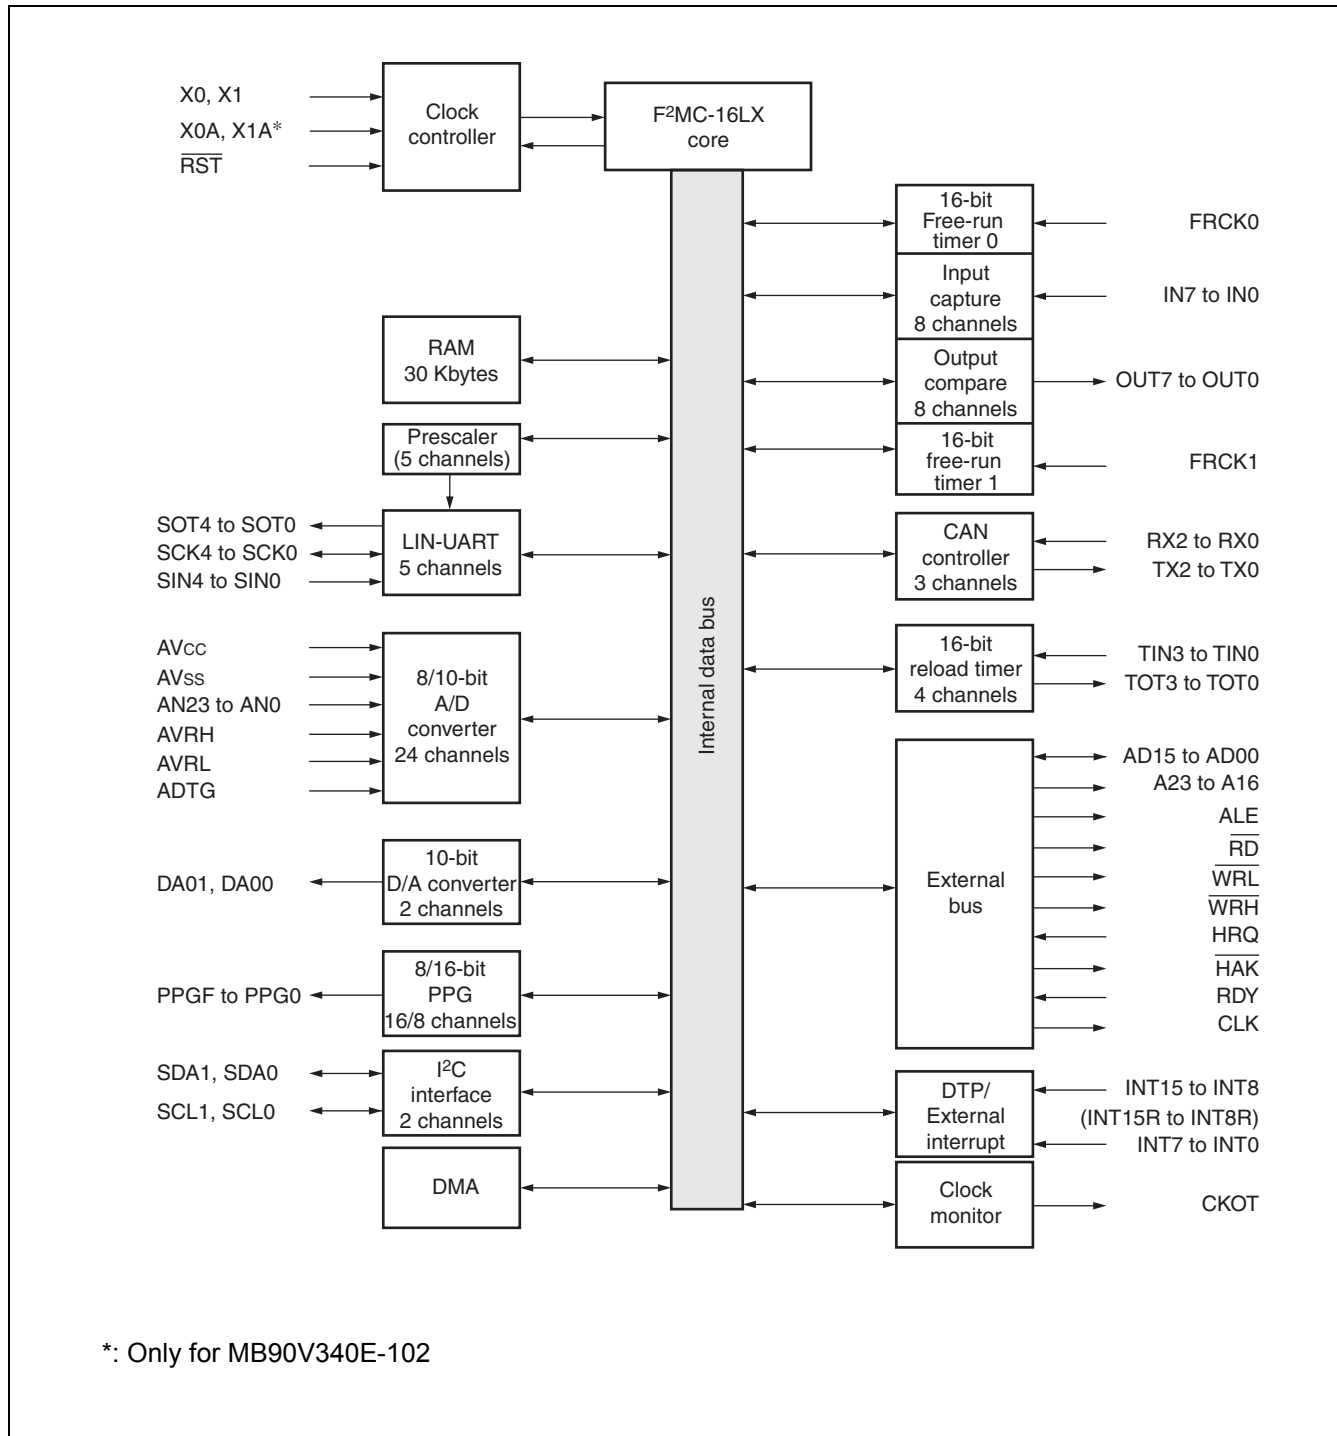 X0, X1
X0A, X1A*
RST
Clock
controller
F²MC-16LX
core
16-bit
Free-run
timer 0
FRCK0
Input
capture
8 channels
IN7 to IN0
RAM
30 Kbytes
Output
compare
8 channels
OUT7 to OUT0
Prescaler
(5 channels)
16-bit
free-run
timer 1
FRCK1
SOT4 to SOT0
SCK4 to SCK0
SIN4 to SIN0
LIN-UART
5 channels
CAN
controller
3 channels
RX2 to RX0
TX2 to TX0
Internal data bus
AVCC
AVSS
AN23 to AN0
AVRH
AVRL
ADTG
8/10-bit
A/D
converter
24 channels
16-bit
reload timer
4 channels
TIN3 to TIN0
TOT3 to TOT0
DA01, DA00
10-bit
D/A converter
2 channels
External
bus
AD15 to AD00
A23 to A16
ALE
RD
WRL
WRH
HRQ
HAK
RDY
CLK
PPGF to PPG0
8/16-bit
PPG
16/8 channels
SDA1, SDA0
SCL1, SCL0
I²C
interface
2 channels
DTP/
External
interrupt
INT15 to INT8
(INT15R to INT8R)
INT7 to INT0
DMA
Clock
monitor
CKOT
*: Only for MB90V340E-102